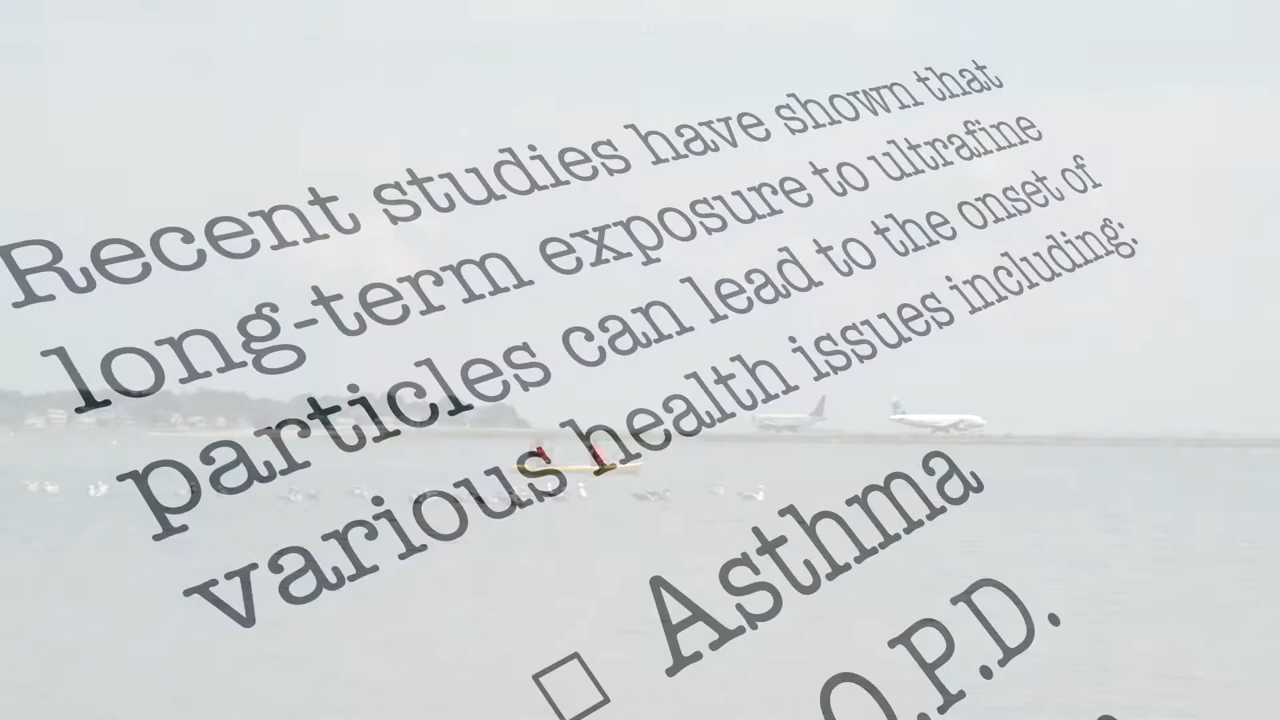 Recent studies have shown that
long-term exposure to ultrafine
particles can lead to the onset of
various health issues including:
Asthma
O.P.D.